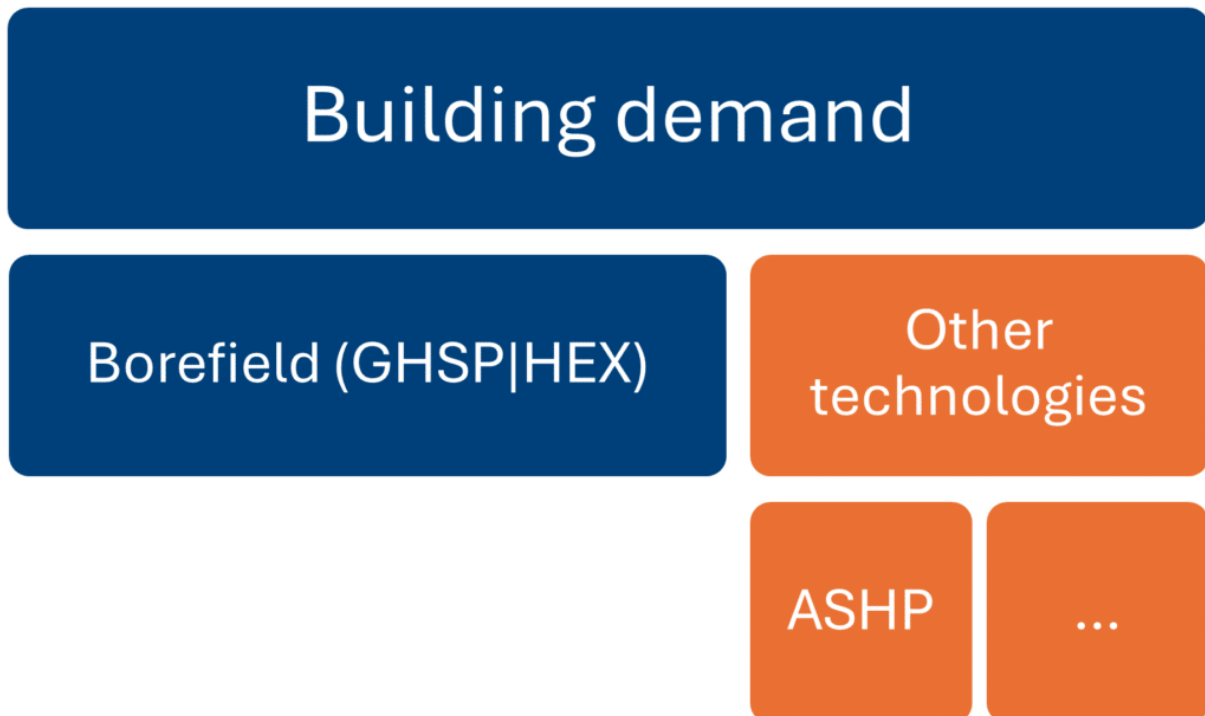 Building demand
Borefield (GHSP|HEX)
Other
technologies
ASHP
...